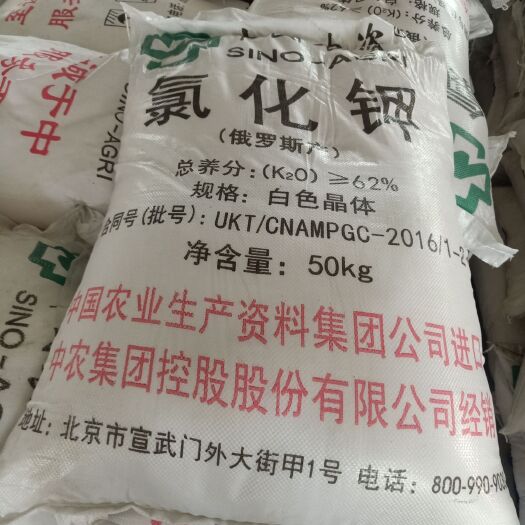 SINO-AGRI
氯化钾
(俄罗斯产)
总养分:(K₂O)≥62%
规格:白色晶体
合同号(批号):UKT/CNAMPGC-2016/1-2
净含量:50kg
中国农业生产资料集团公司进口
中农集团控股股份有限公司经销
地址:北京市宣武门外大街甲1号 电话:800-990-90
SINO-AGRI
SINO-A